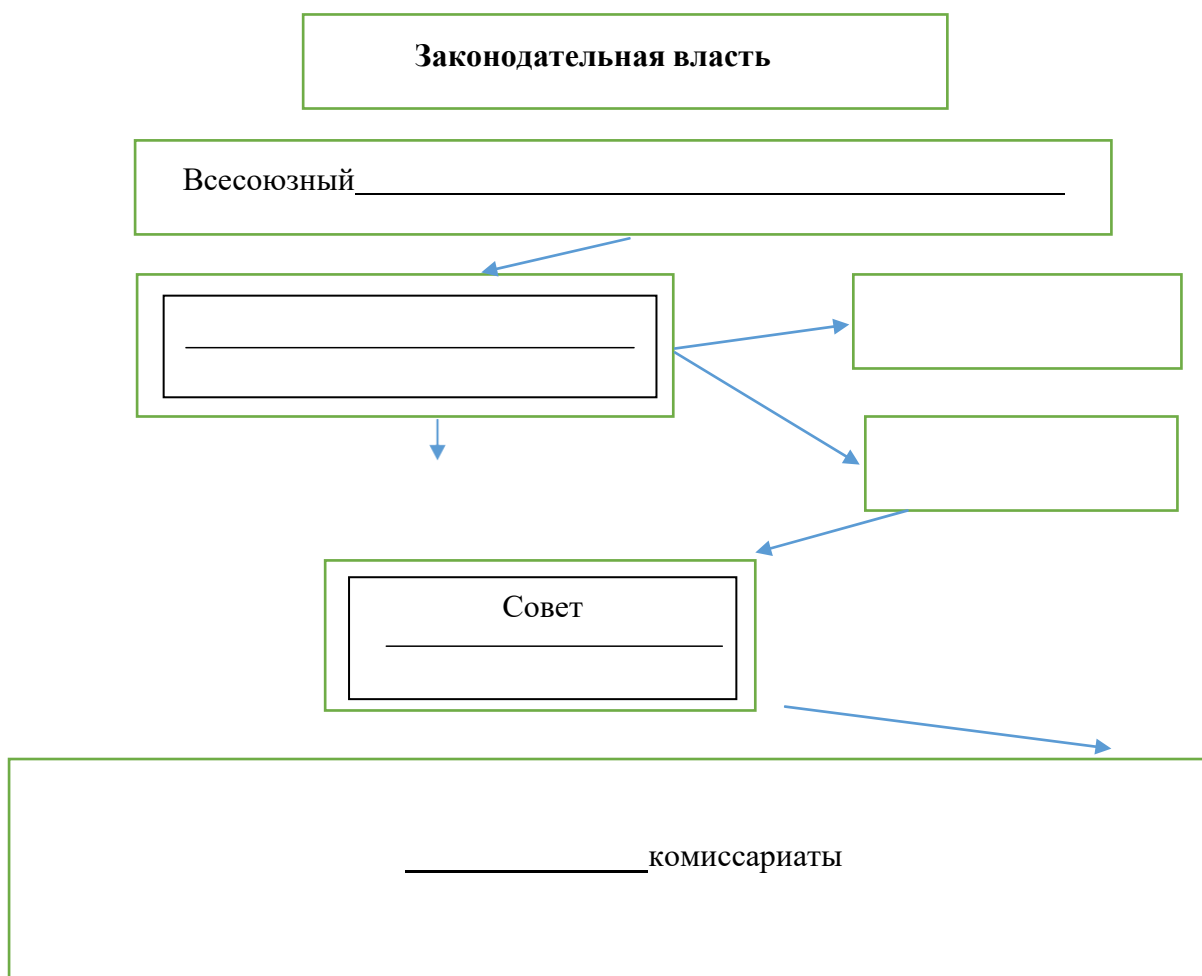 Законодательная власть
Всесоюзный
Совет
комиссариаты